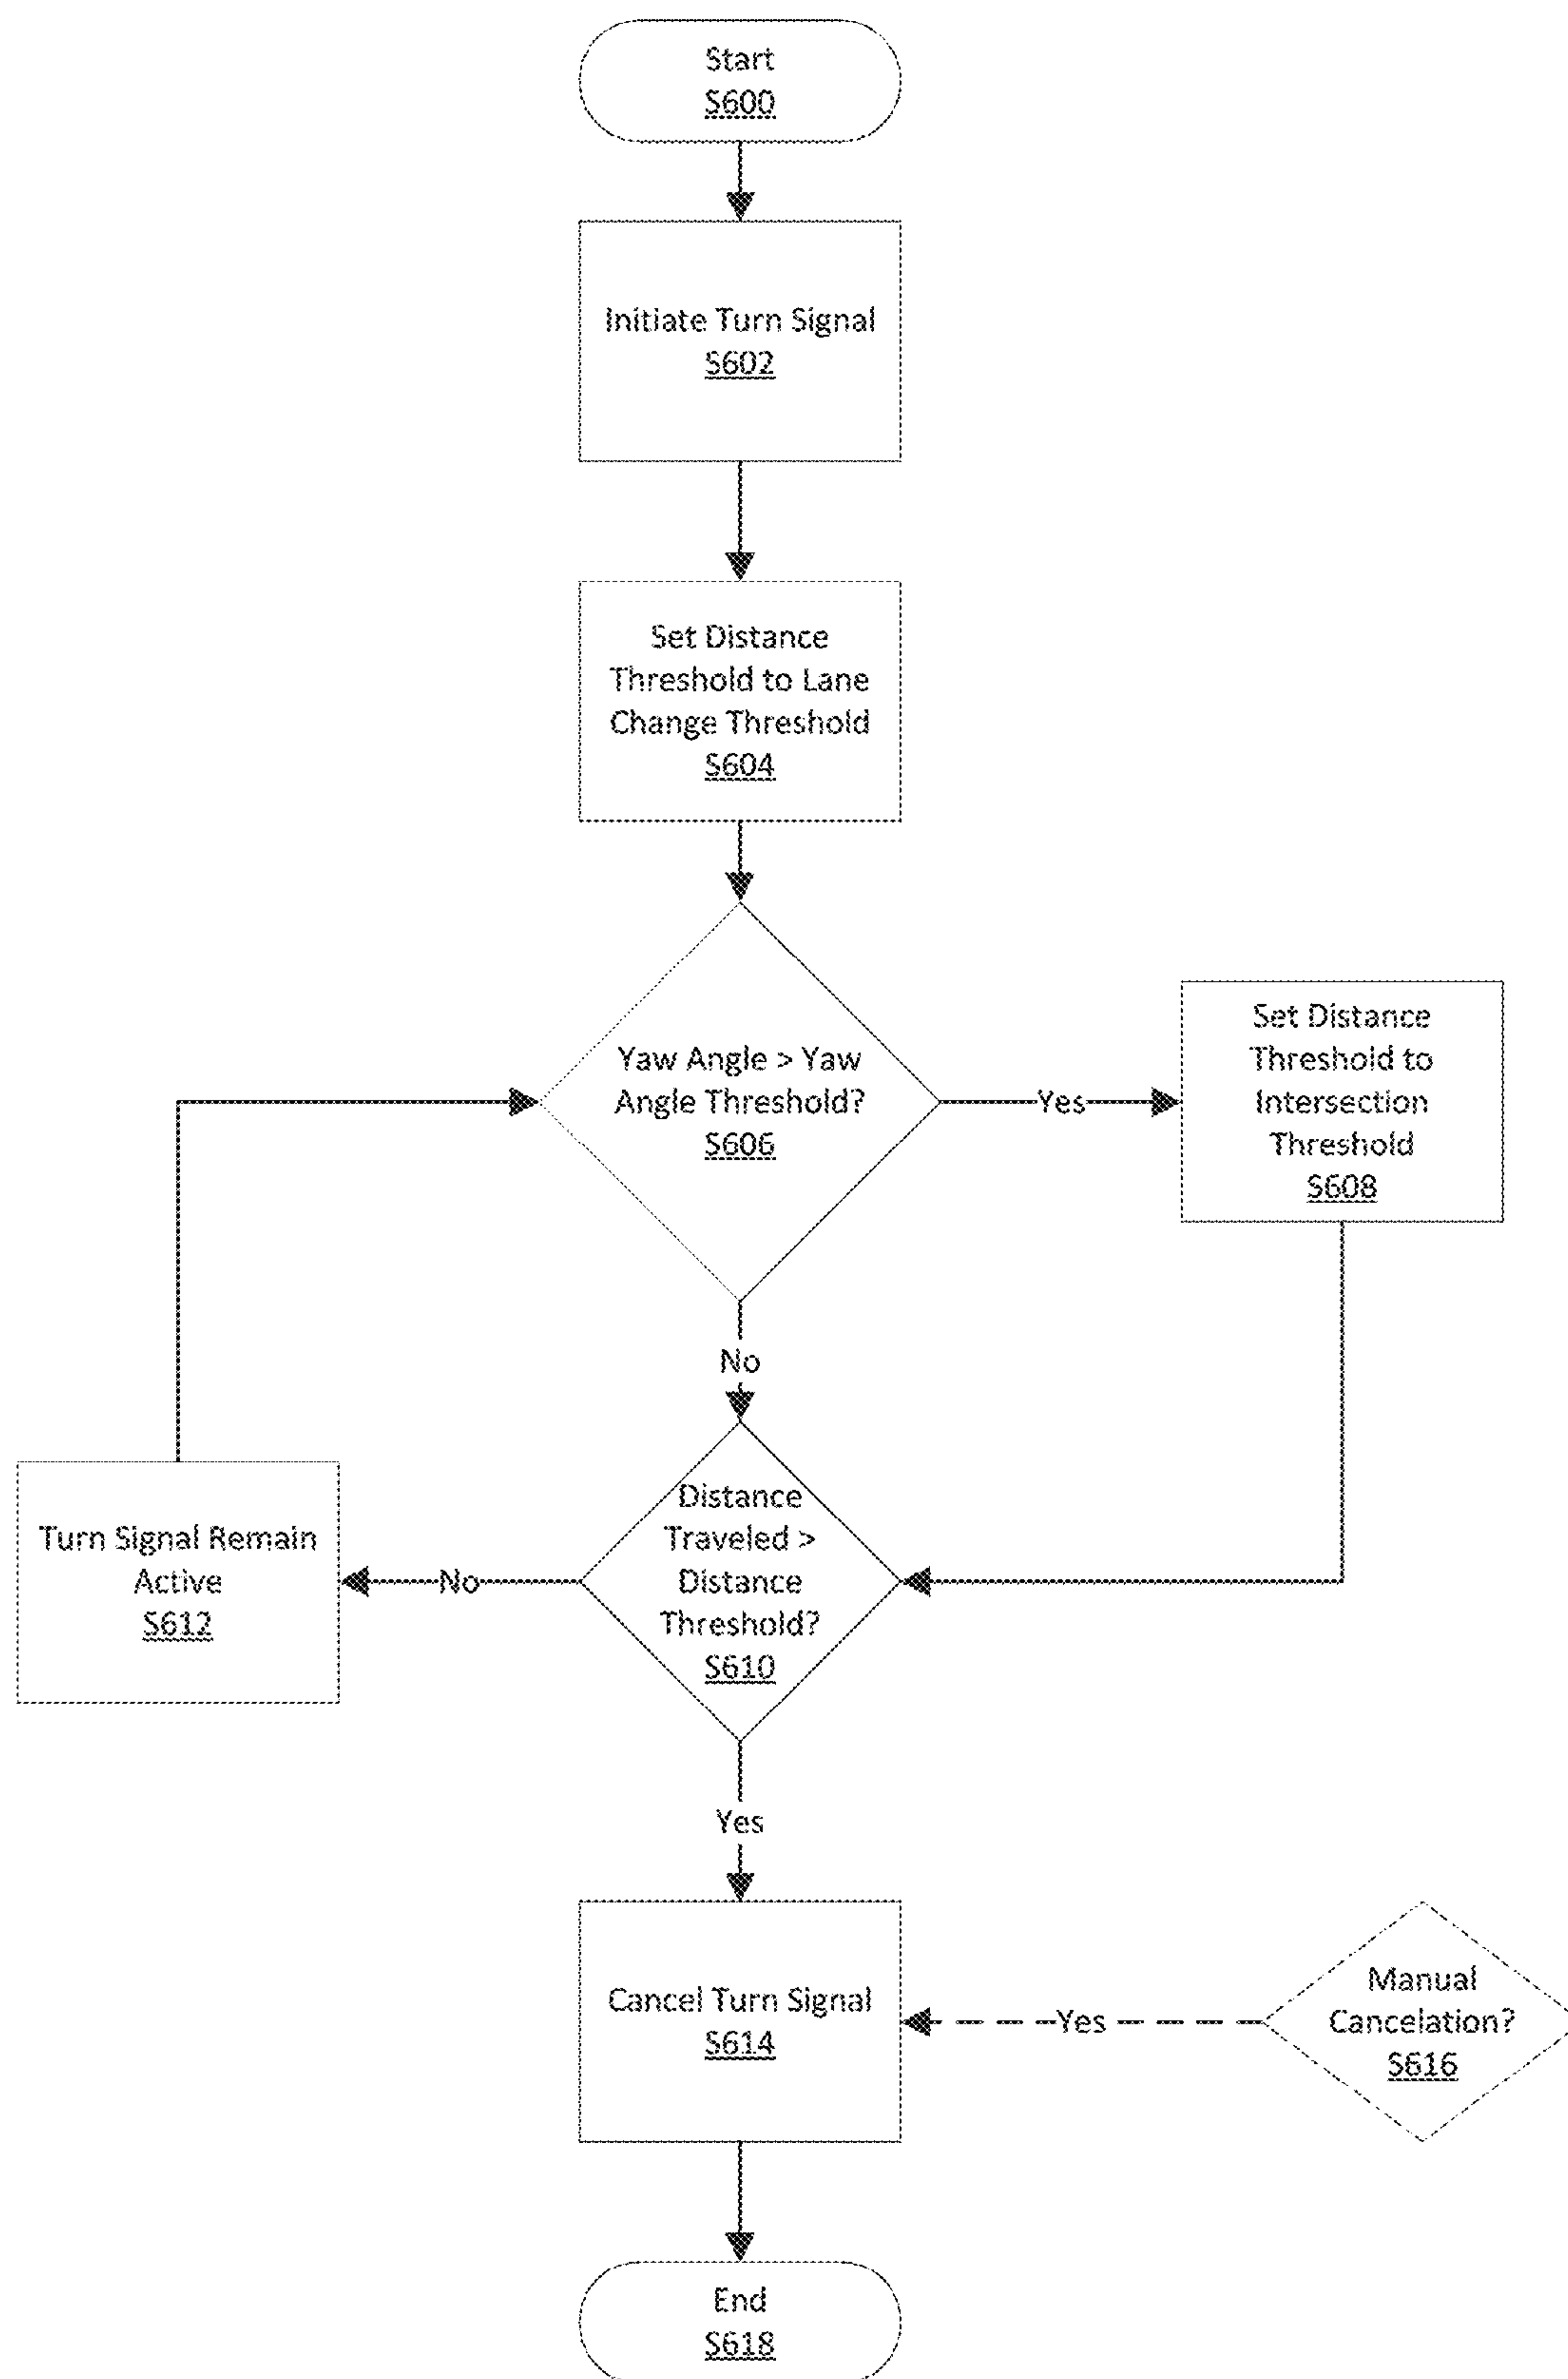 Start
S600
Initiate Turn Signal
S602
Set Distance
Threshold to Lane
Change Threshold
S604
Yaw Angle > Yaw
Angle Threshold?
S606
Yes
Set Distance
Threshold to
Intersection
Threshold
S608
No
Distance
Traveled >
Distance
Threshold?
S610
No
Turn Signal Remain
Active
S612
Yes
Cancel Turn Signal
S614
Yes
Manual
Cancelation?
S616
End
S618